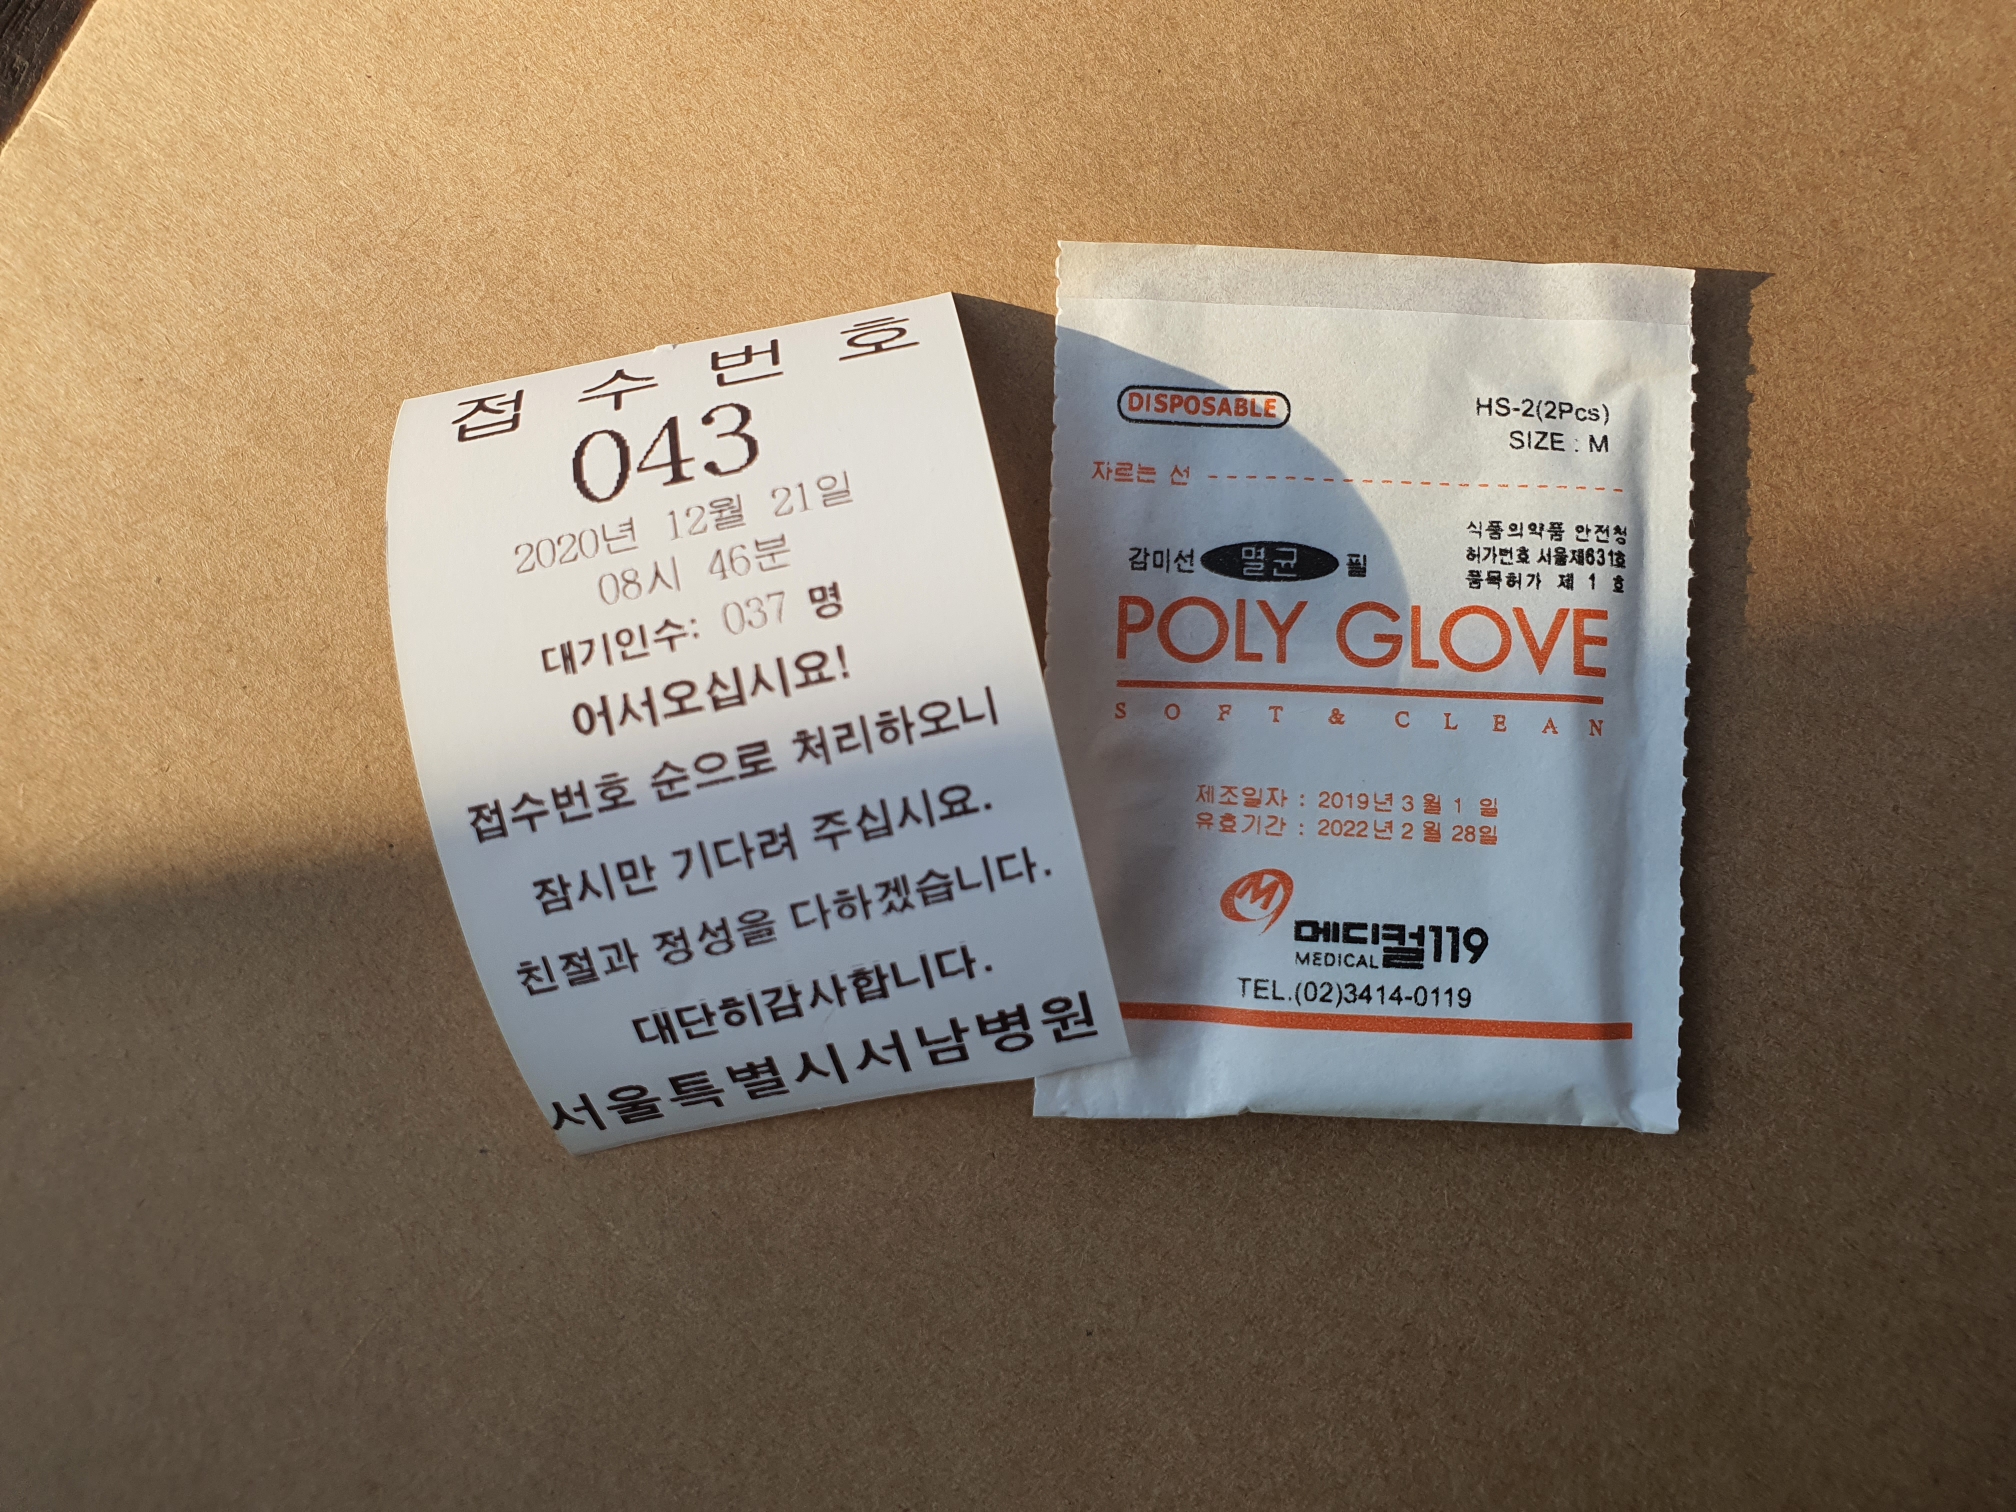 접수번호
043
2020년 12월 21일
08시 46분
대기인수: 037 명
어서오십시요!
접수번호 순으로 처리하오니
잠시만 기다려 주십시요.
친절과 정성을 다하겠습니다.
대단히감사합니다.
서울특별시서남병원
DISPOSABLE
HS-2(2Pcs)
SIZE : M
자르는 선
식품의약품 안전청
허가번호 서울제631호
품목허가 제 1 호
감미선 멸균 필
POLY GLOVE
SOFT & CLEAN
제조일자 : 2019년 3 월 1 일
유효기간 : 2022년 2 월 28일
M
메디컬119
MEDICAL
TEL.(02)3414-0119